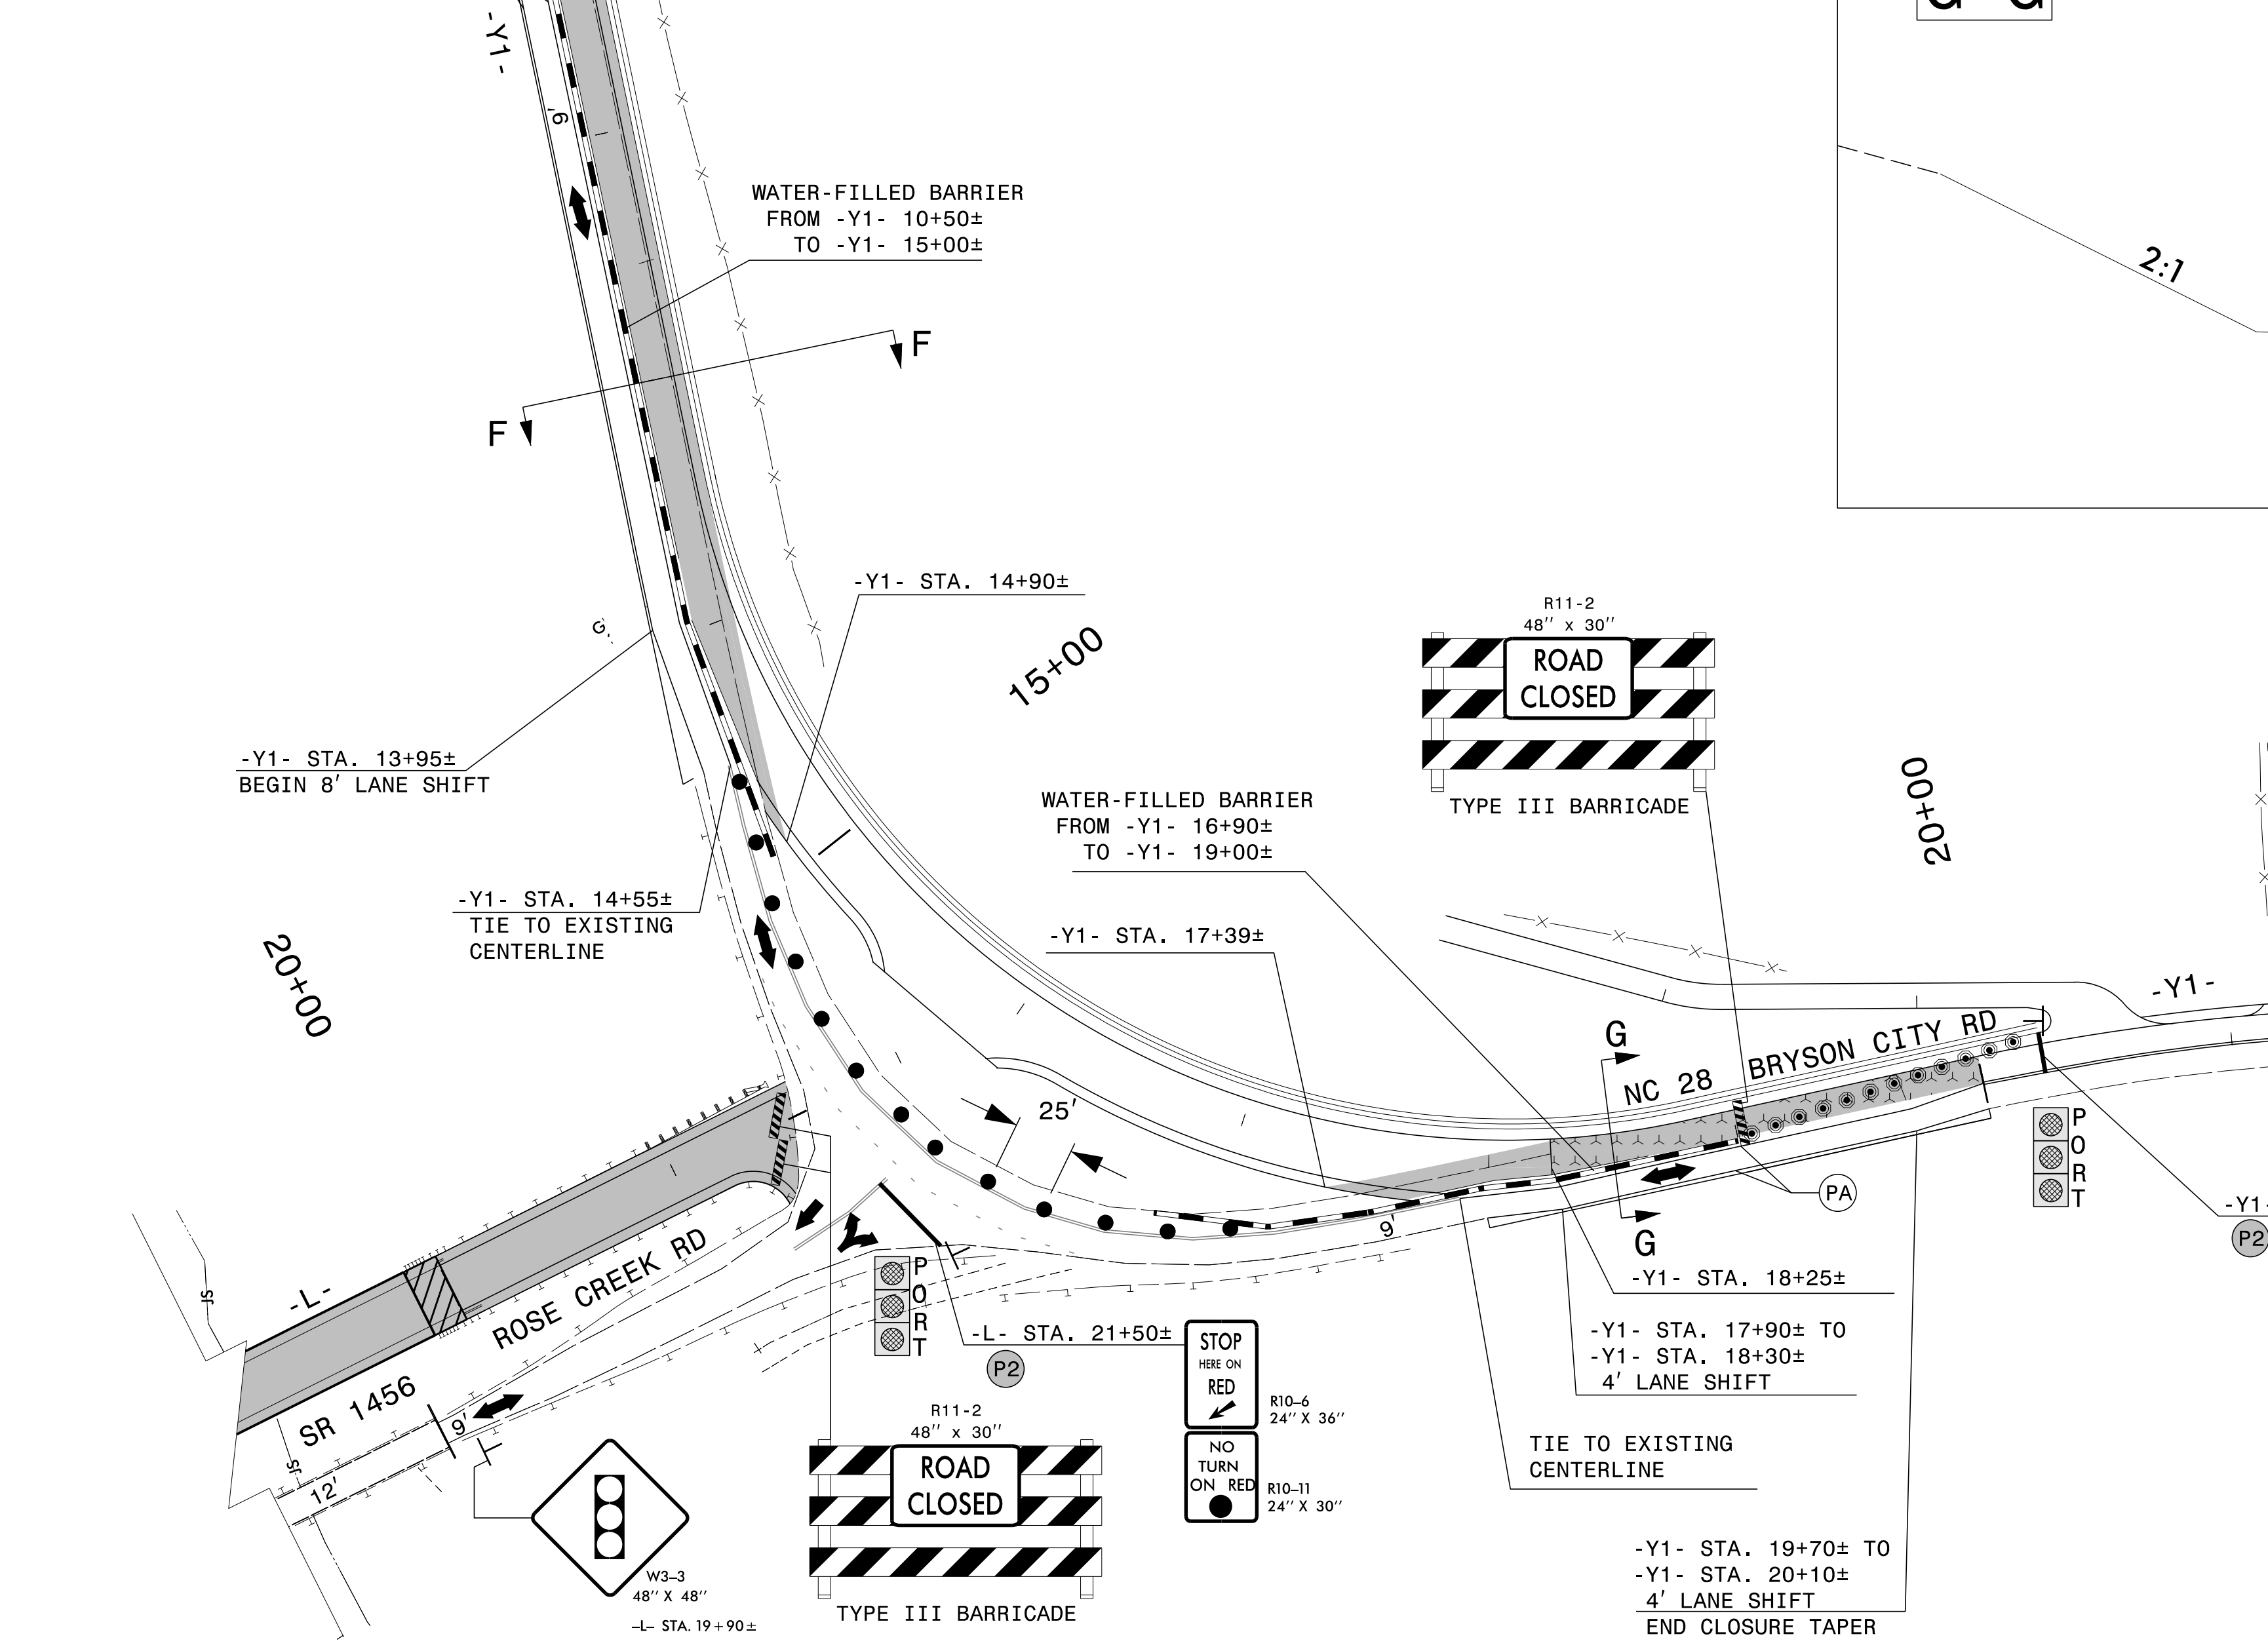 -Y1-
G G
9'
WATER-FILLED BARRIER
FROM -Y1- 10+50±
TO -Y1- 15+00±
2:1
F
F
-Y1- STA. 14+90±
15+00
R11-2
48'' x 30''
ROAD
CLOSED
TYPE III BARRICADE
G
-Y1- STA. 13+95±
BEGIN 8' LANE SHIFT
WATER-FILLED BARRIER
FROM -Y1- 16+90±
TO -Y1- 19+00±
20+00
-Y1- STA. 14+55±
TIE TO EXISTING
CENTERLINE
-Y1- STA. 17+39±
20+00
-Y1-
G
NC 28 BRYSON CITY RD
25'
PORT
PA
9'
G
-Y1-
P2
-L-
ROSE CREEK RD
PORT
-L- STA. 21+50±
P2
STOP
HERE ON
RED
R10-6
24'' X 36''
NO
TURN
ON RED
R10-11
24'' X 30''
-Y1- STA. 18+25±
-Y1- STA. 17+90± TO
-Y1- STA. 18+30±
4' LANE SHIFT
SR 1456
9'
12'
JS
JS
R11-2
48'' x 30''
ROAD
CLOSED
TYPE III BARRICADE
TIE TO EXISTING
CENTERLINE
W3-3
48'' X 48''
-L- STA. 19+90±
-Y1- STA. 19+70± TO
-Y1- STA. 20+10±
4' LANE SHIFT
END CLOSURE TAPER